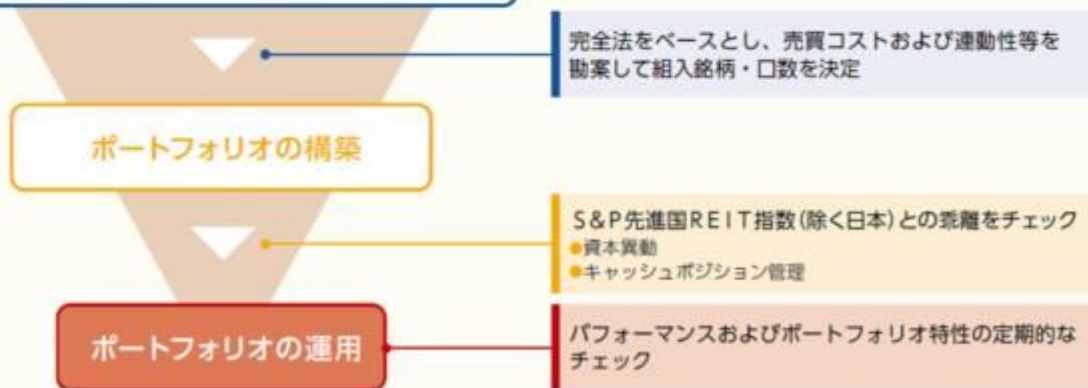 完全法をベースとし、売買コストおよび連動性等を
勘案して組入銘柄・口数を決定
ポートフォリオの構築
S&P先進国REIT指数(除く日本)との乖離をチェック
●資本異動
●キャッシュポジション管理
ポートフォリオの運用
パフォーマンスおよびポートフォリオ特性の定期的な
チェック